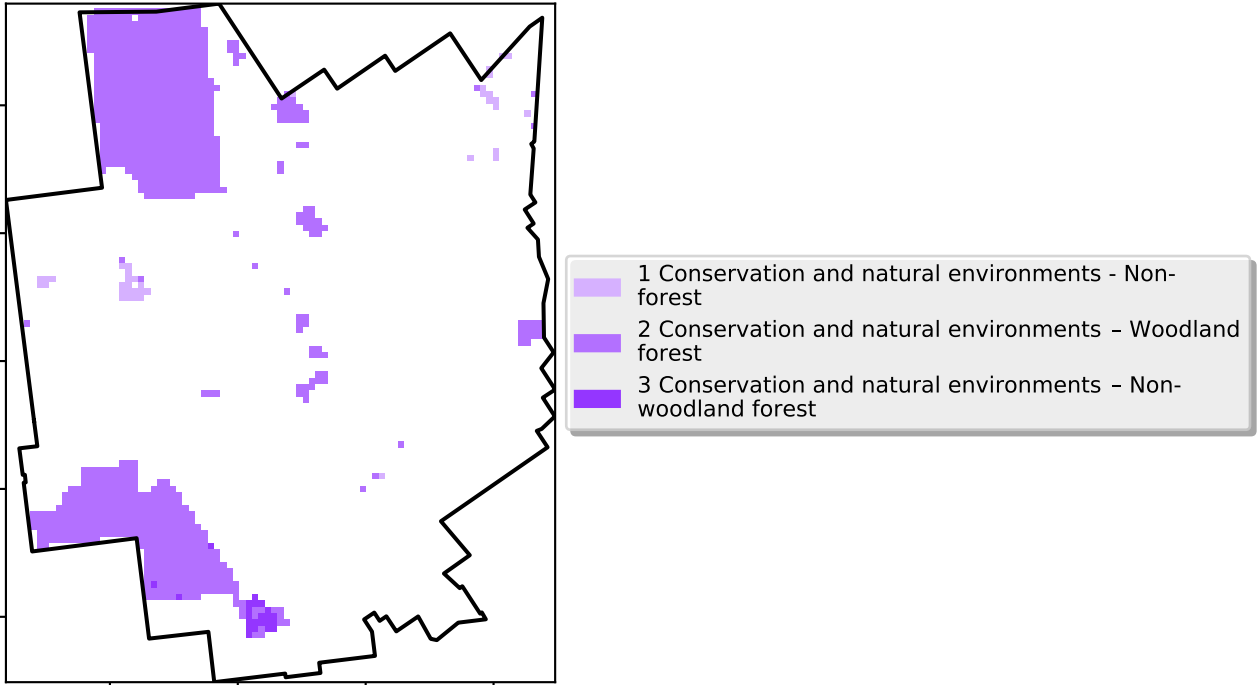 1 Conservation and natural environments - Non-
forest
2 Conservation and natural environments – Woodland
forest
3 Conservation and natural environments – Non-
woodland forest